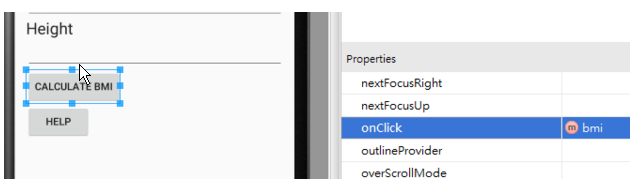 Height
CALCULATE BMI
HELP
Properties
nextFocusRight
nextFocusUp
onClick
m bmi
outlineProvider
overScrollMode